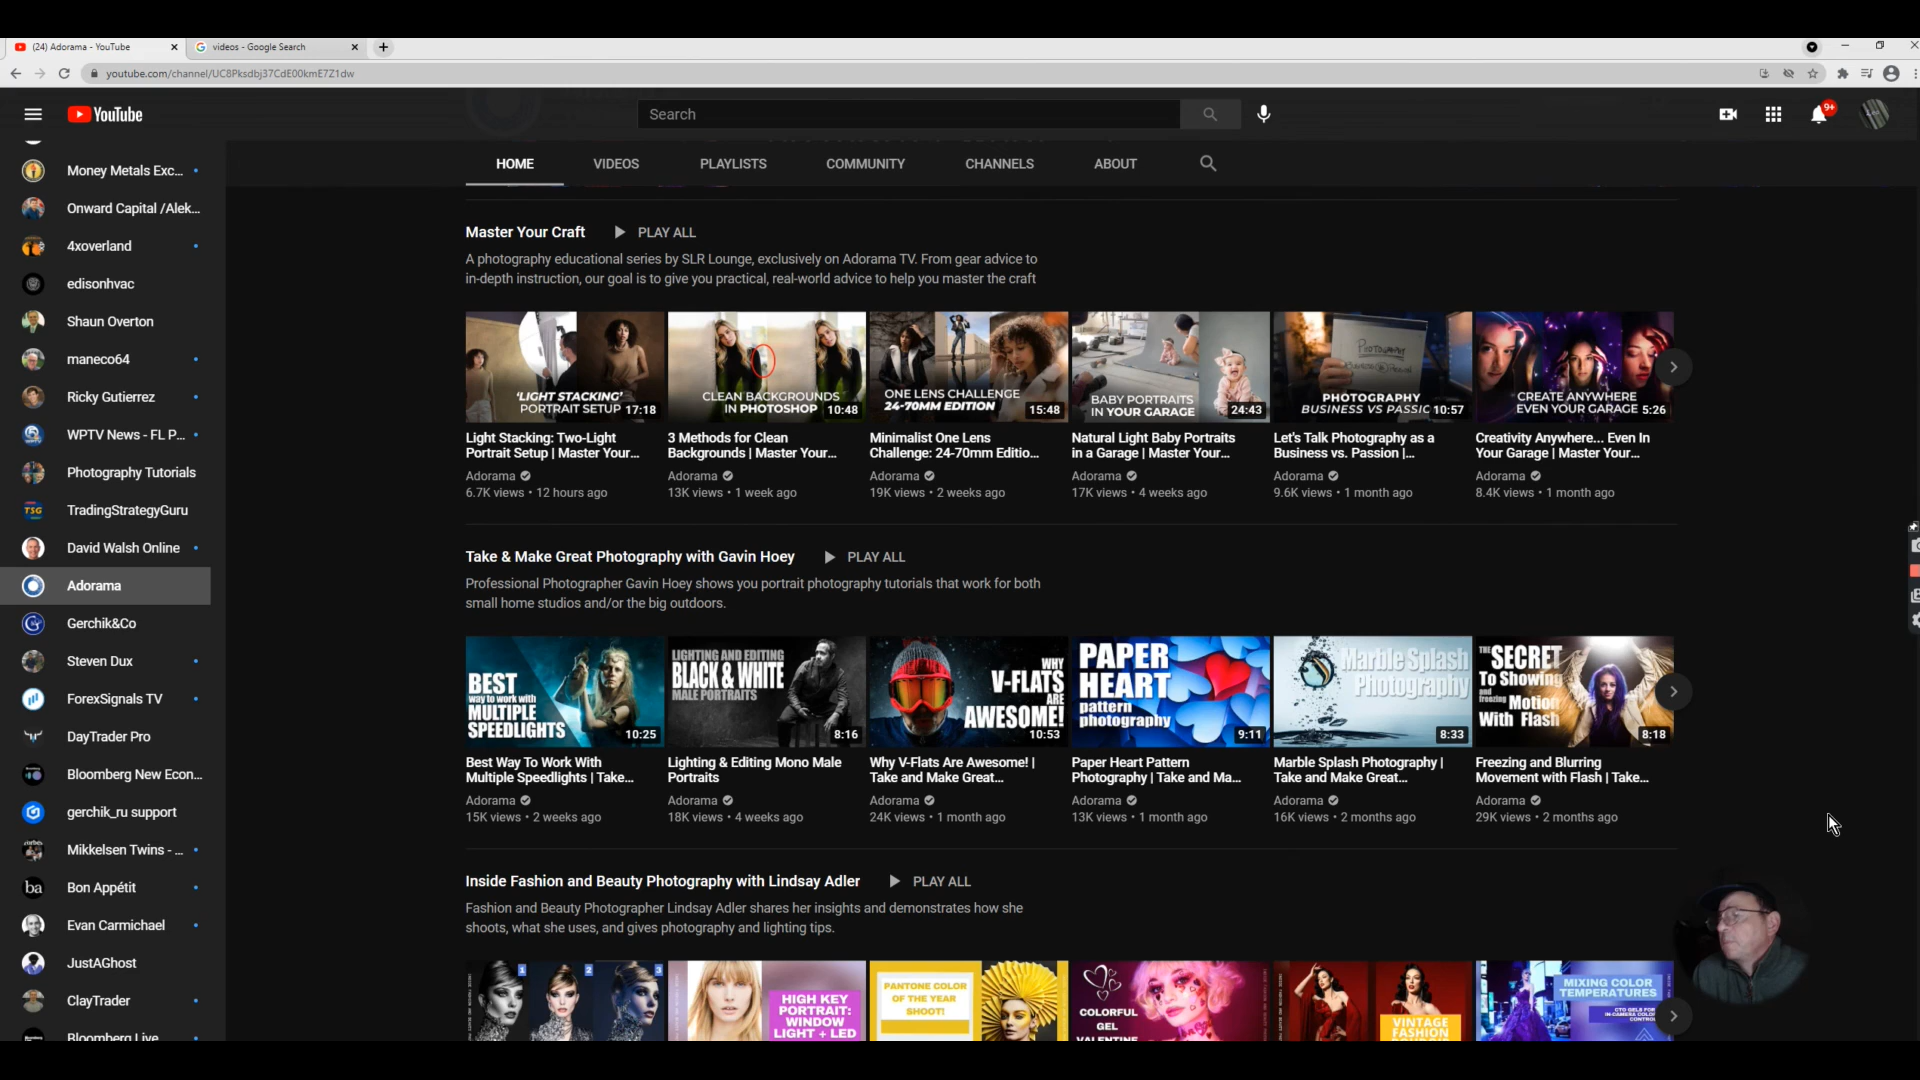 (24) Adorama - YouTube
videos - Google Search
youtube.com/channel/UC8Pksdbj37CdE00kmE7Z1dw
YouTube
Search
9+
HOME
VIDEOS
PLAYLISTS
COMMUNITY
CHANNELS
ABOUT
Money Metals Exc...
Onward Capital /Alek...
4xoverland
edisonhvac
Shaun Overton
maneco64
Ricky Gutierrez
WPTV News - FL P...
Photography Tutorials
TSG
TradingStrategyGuru
David Walsh Online
Adorama
Gerchik&Co
Steven Dux
ForexSignals TV
DayTrader Pro
Bloomberg New Econ...
gerchik_ru support
Mikkelsen Twins - ...
ba
Bon Appétit
Evan Carmichael
JustAGhost
ClayTrader
Bloomberg Live
Master Your Craft
PLAY ALL
A photography educational series by SLR Lounge, exclusively on Adorama TV. From gear advice to
in-depth instruction, our goal is to give you practical, real-world advice to help you master the craft
'LIGHT STACKING'
PORTRAIT SETUP
17:18
Light Stacking: Two-Light
Portrait Setup | Master Your...
Adorama
6.7K views • 12 hours ago
CLEAN BACKGROUNDS
IN PHOTOSHOP
10:48
3 Methods for Clean
Backgrounds | Master Your...
Adorama
13K views • 1 week ago
ONE LENS CHALLENGE
24-70MM EDITION
15:48
Minimalist One Lens
Challenge: 24-70mm Editio...
Adorama
19K views • 2 weeks ago
BABY PORTRAITS
IN YOUR GARAGE
24:43
Natural Light Baby Portraits
in a Garage | Master Your...
Adorama
17K views • 4 weeks ago
PHOTOGRAPHY
PHOTOGRAPHY
BUSINESS VS PASSIC
10:57
Let's Talk Photography as a
Business vs. Passion |...
Adorama
9.6K views • 1 month ago
CREATE ANYWHERE
EVEN YOUR GARAGE
5:26
Creativity Anywhere... Even In
Your Garage | Master Your...
Adorama
8.4K views • 1 month ago
Take & Make Great Photography with Gavin Hoey
PLAY ALL
Professional Photographer Gavin Hoey shows you portrait photography tutorials that work for both
small home studios and/or the big outdoors.
BEST
way to work with
MULTIPLE
SPEEDLIGHTS
10:25
Best Way To Work With
Multiple Speedlights | Take...
Adorama
15K views • 2 weeks ago
LIGHTING AND EDITING
BLACK & WHITE
MALE PORTRAITS
8:16
Lighting & Editing Mono Male
Portraits
Adorama
18K views • 4 weeks ago
WHY
V-FLATS
ARE
AWESOME!
10:53
Why V-Flats Are Awesome! |
Take and Make Great...
Adorama
24K views • 1 month ago
PAPER
HEART
pattern
photography
9:11
Paper Heart Pattern
Photography | Take and Ma...
Adorama
13K views • 1 month ago
Marble Splash
Photography
8:33
Marble Splash Photography |
Take and Make Great...
Adorama
16K views • 2 months ago
THE SECRET
To Showing
and
freezing Motion
With Flash
8:18
Freezing and Blurring
Movement with Flash | Take...
Adorama
29K views • 2 months ago
Inside Fashion and Beauty Photography with Lindsay Adler
PLAY ALL
Fashion and Beauty Photographer Lindsay Adler shares her insights and demonstrates how she
shoots, what she uses, and gives photography and lighting tips.
1
2
3
HIGH KEY
PORTRAIT:
WINDOW
LIGHT + LED
PANTONE COLOR
OF THE YEAR
SHOOT!
COLORFUL
GEL
VALENTINE
VINTAGE
FASHION
MIXING COLOR
TEMPERATURES